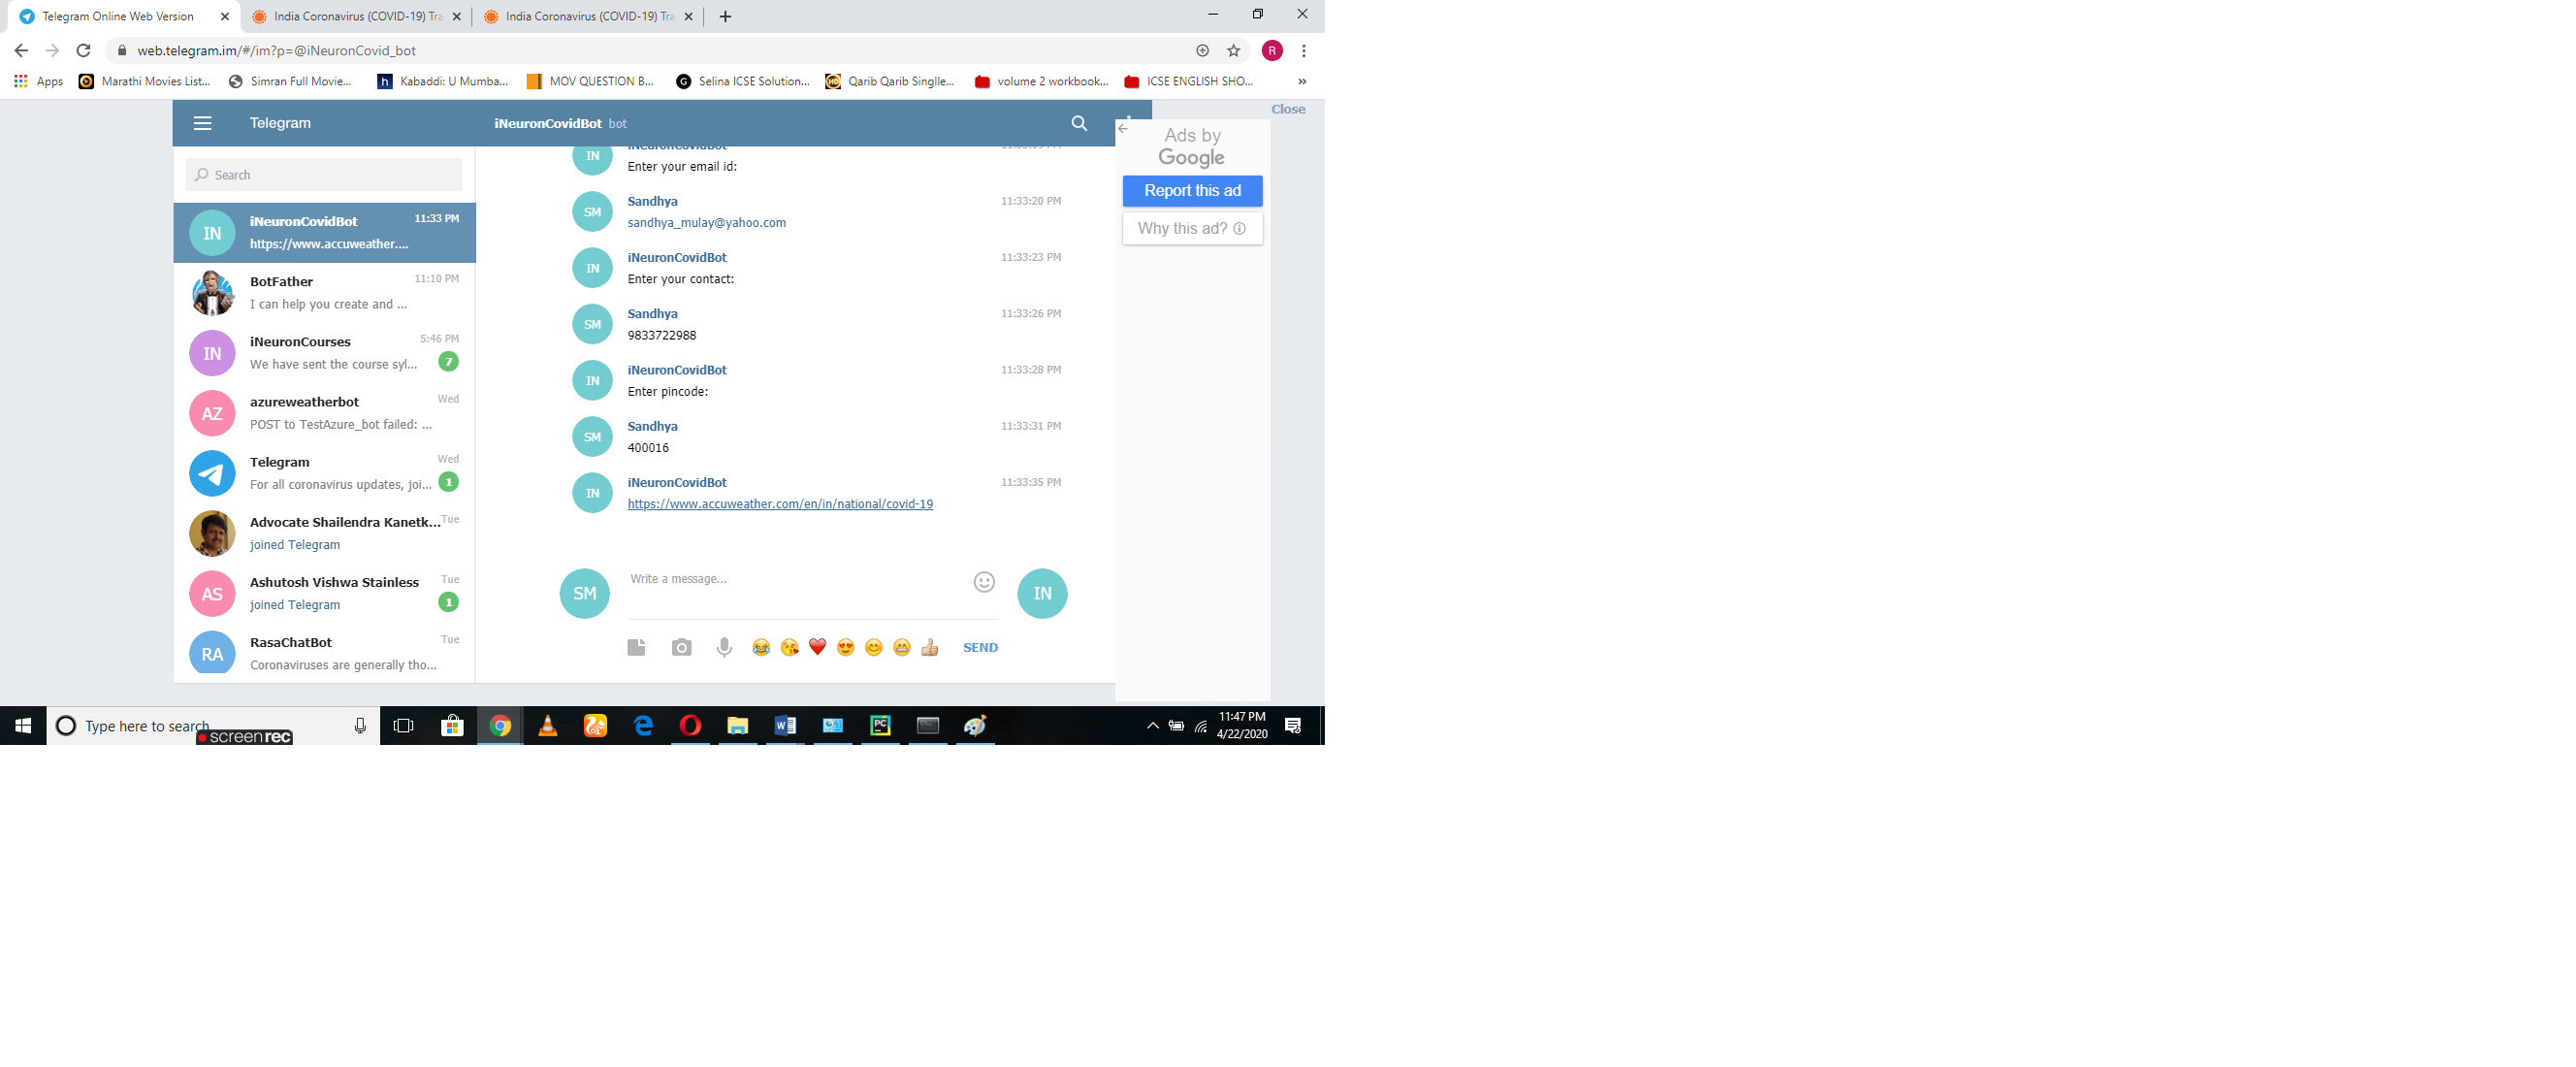 Telegram Online Web Version
India Coronavirus (COVID-19) Tra
India Coronavirus (COVID-19) Tra
web.telegram.im/#/im?p=@iNeuronCovid_bot
R
Apps
Marathi Movies List...
Simran Full Movie...
h
Kabaddi: U Mumba...
MOV QUESTION B...
G
Selina ICSE Solution...
HD
Qarib Qarib Singlle...
volume 2 workbook...
ICSE ENGLISH SHO...
»
Close
Telegram
iNeuronCovidBot bot
Search
IN
iNeuronCovidBot
11:33 PM
https://www.accuweather....
BotFather
11:10 PM
I can help you create and ...
IN
iNeuronCourses
5:46 PM
We have sent the course syl...
7
AZ
azureweatherbot
Wed
POST to TestAzure_bot failed: ...
Telegram
Wed
For all coronavirus updates, joi...
1
Advocate Shailendra Kanetk...
Tue
joined Telegram
AS
Ashutosh Vishwa Stainless
Tue
joined Telegram
1
RA
RasaChatBot
Tue
Coronaviruses are generally tho...
IN
iNeuronCovidBot
Enter your email id:
SM
Sandhya
11:33:20 PM
sandhya_mulay@yahoo.com
IN
iNeuronCovidBot
11:33:23 PM
Enter your contact:
SM
Sandhya
11:33:26 PM
9833722988
IN
iNeuronCovidBot
11:33:28 PM
Enter pincode:
SM
Sandhya
11:33:31 PM
400016
IN
iNeuronCovidBot
11:33:35 PM
https://www.accuweather.com/en/in/national/covid-19
SM
Write a message...
IN
SEND
Ads by
Google
Report this ad
Why this ad?
Type here to search
screenrec
PC
11:47 PM
4/22/2020